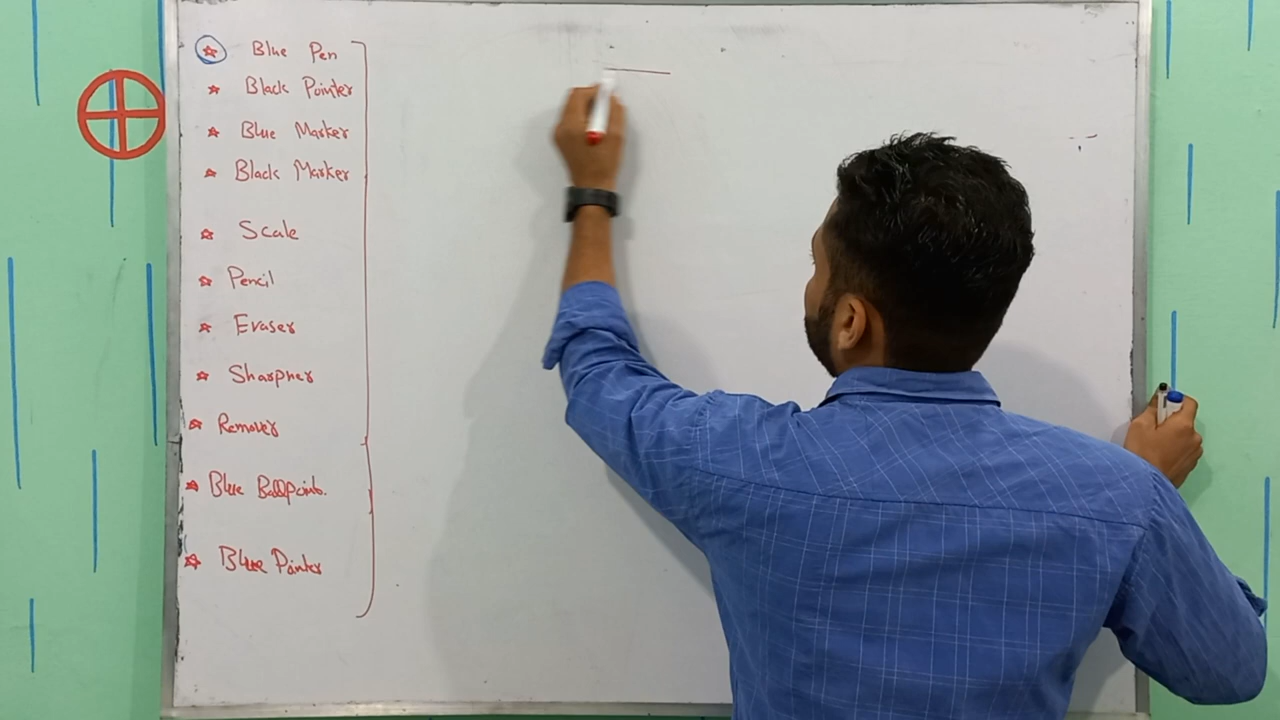 Blue Pen
Black Pointer
Blue Marker
Black Marker
Scale
Pencil
Eraser
Sharpner
Remover
Blue Ballpoint.
Blue Pointer